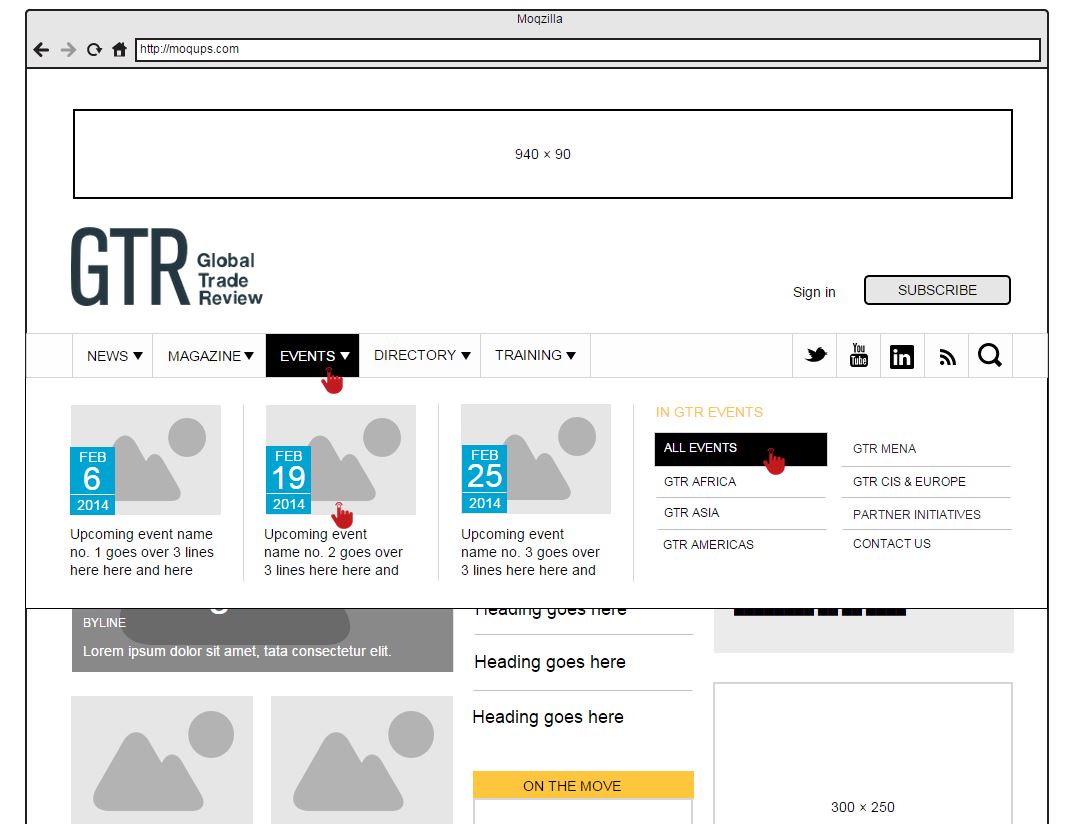 Moqzilla
http://moqups.com
940 × 90
GTR Global
Trade
Review
Sign in
SUBSCRIBE
NEWS
MAGAZINE
EVENTS
DIRECTORY
TRAINING
You
Tube
in
FEB
6
2014
Upcoming event name
no. 1 goes over 3 lines
here here and here
FEB
19
2014
Upcoming event
name no. 2 goes over
3 lines here here and
FEB
25
2014
Upcoming event
name no. 3 goes over
3 lines here here and
IN GTR EVENTS
ALL EVENTS
GTR AFRICA
GTR ASIA
GTR AMERICAS
GTR MENA
GTR CIS & EUROPE
PARTNER INITIATIVES
CONTACT US
BYLINE
Lorem ipsum dolor sit amet, tata consectetur elit.
Heading goes here
Heading goes here
Heading goes here
ON THE MOVE
300 × 250